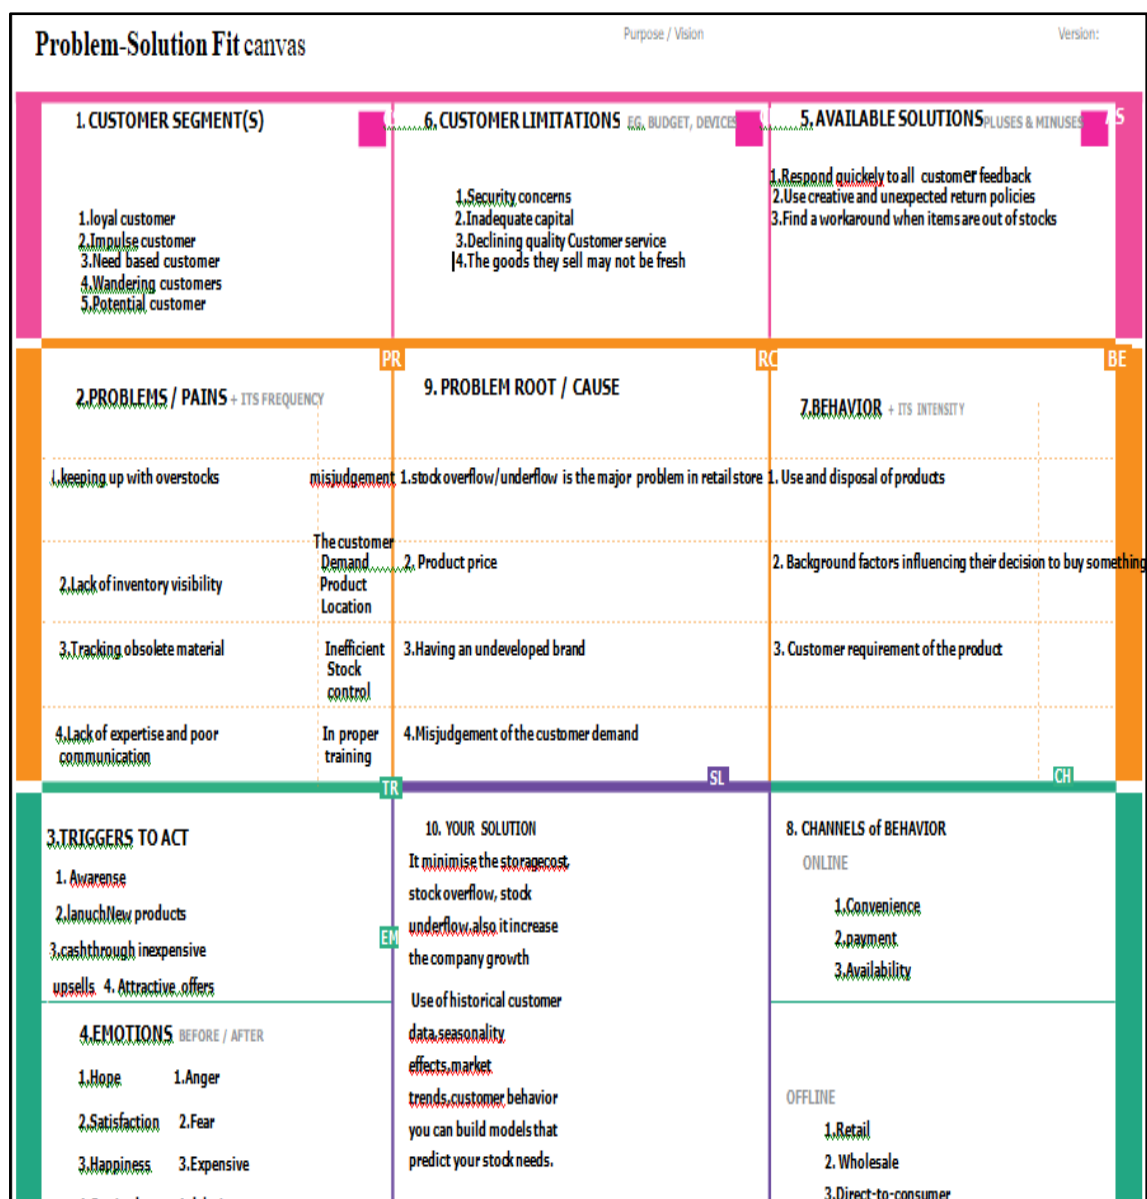 Problem-Solution Fit canvas
Purpose / Vision
Version:
1. CUSTOMER SEGMENT(S)
1.loyal customer
2.Impulse customer
3.Need based customer
4.Wandering customers
5.Potential customer
6. CUSTOMER LIMITATIONS EG. BUDGET, DEVICES
1.Security concerns
2.Inadequate capital
3.Declining quality Customer service
4.The goods they sell may not be fresh
5. AVAILABLE SOLUTIONS PLUSES & MINUSES
AS
1.Respond quickely to all customer feedback
2.Use creative and unexpected return policies
3.Find a workaround when items are out of stocks
PR
2.PROBLEMS / PAINS + ITS FREQUENCY
1.keeping up with overstocks
misjudgement
2.Lack of inventory visibility
The customer
Demand
Product
Location
3.Tracking obsolete material
Inefficient
Stock
control
4.Lack of expertise and poor
communication
In proper
training
RC
9. PROBLEM ROOT / CAUSE
1.stock overflow/underflow is the major problem in retail store
2. Product price
3.Having an undeveloped brand
4.Misjudgement of the customer demand
BE
7.BEHAVIOR + ITS INTENSITY
1. Use and disposal of products
2. Background factors influencing their decision to buy something
3. Customer requirement of the product
TR
3.TRIGGERS TO ACT
1. Awarense
2.lanuchNew products
3.cashthrough inexpensive
upsells 4. Attractive offers
EM
4.EMOTIONS BEFORE / AFTER
1.Hope 1.Anger
2.Satisfaction 2.Fear
3.Happiness 3.Expensive
SL
10. YOUR SOLUTION
It minimise the storagecost,
stock overflow, stock
underflow.also it increase
the company growth
Use of historical customer
data,seasonality
effects,market
trends,customer behavior
you can build models that
predict your stock needs.
CH
8. CHANNELS of BEHAVIOR
ONLINE
1.Convenience
2.payment
3.Availability
OFFLINE
1.Retail
2. Wholesale
3.Direct-to-consumer